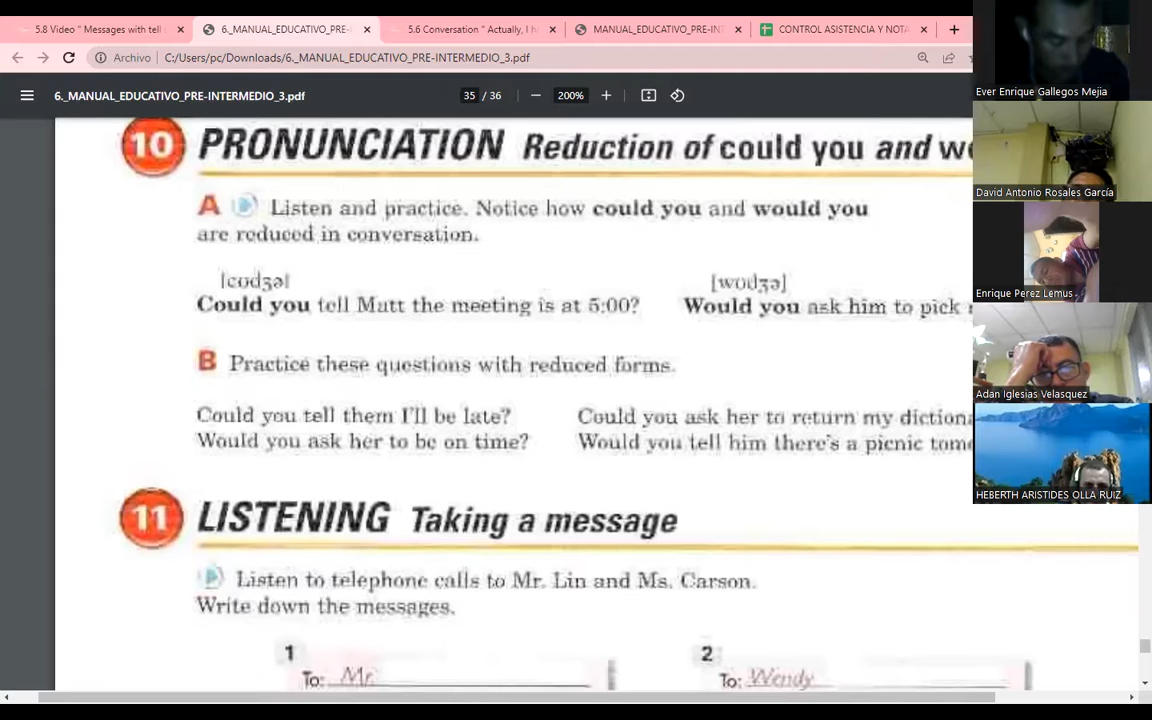 5.8 Video " Messages with tell
6._MANUAL_EDUCATIVO_PRE-
5.6 Conversation " Actually, I h
MANUAL_EDUCATIVO_PRE-INT
CONTROL ASISTENCIA Y NOTA
Archivo | C:/Users/pc/Downloads/6._MANUAL_EDUCATIVO_PRE-INTERMEDIO_3.pdf
6._MANUAL_EDUCATIVO_PRE-INTERMEDIO_3.pdf
35 / 36
200%
10 PRONUNCIATION Reduction of could you and wo
A Listen and practice. Notice how could you and would you
are reduced in conversation.
[cʊdʒə] [wʊdʒə]
Could you tell Matt the meeting is at 5:00? Would you ask him to pick
B Practice these questions with reduced forms.
Could you tell them I'll be late? Could you ask her to return my dictiona
Would you ask her to be on time? Would you tell him there's a picnic tom
11 LISTENING Taking a message
Listen to telephone calls to Mr. Lin and Ms. Carson.
Write down the messages.
1 2
To: Mr. To: Wendy
Ever Enrique Gallegos Mejia
David Antonio Rosales García
Enrique Perez Lemus
Adan Iglesias Velasquez
HEBERTH ARISTIDES OLLA RUIZ